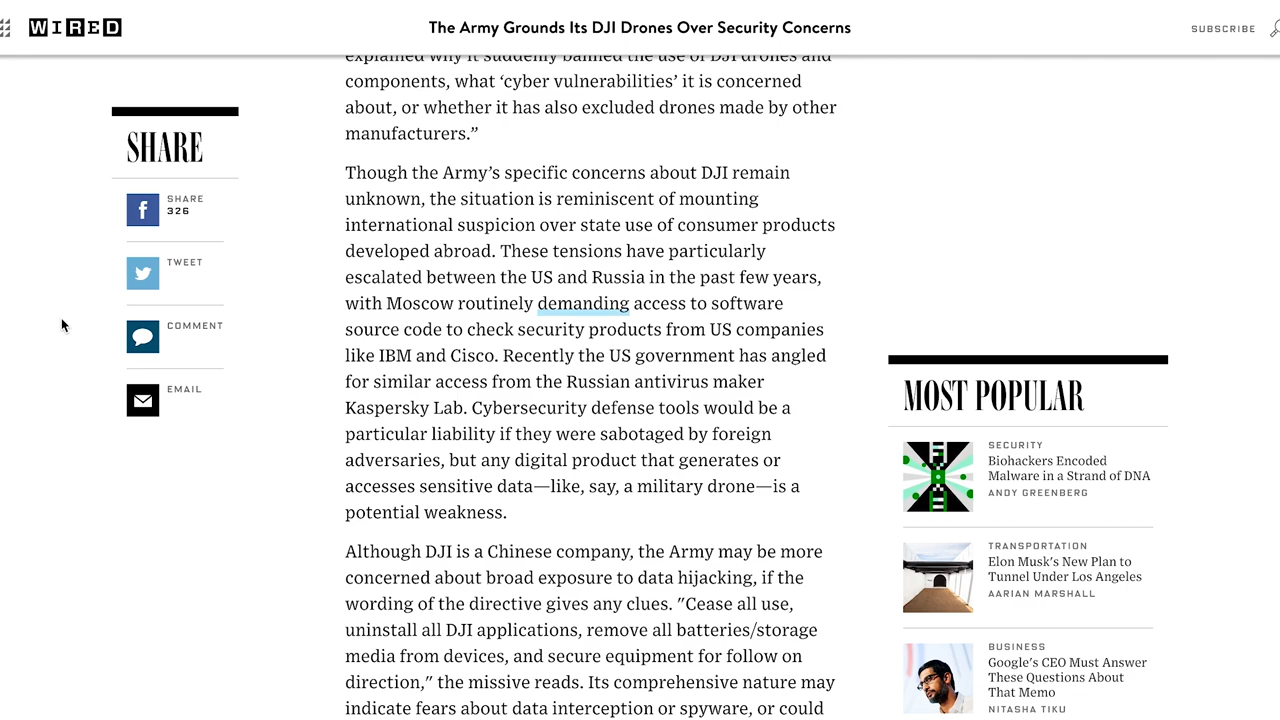 WIRED
The Army Grounds Its DJI Drones Over Security Concerns
SUBSCRIBE
explained why it suddenly banned the use of DJI drones and
components, what ‘cyber vulnerabilities’ it is concerned
about, or whether it has also excluded drones made by other
manufacturers.”
Though the Army’s specific concerns about DJI remain
unknown, the situation is reminiscent of mounting
international suspicion over state use of consumer products
developed abroad. These tensions have particularly
escalated between the US and Russia in the past few years,
with Moscow routinely demanding access to software
source code to check security products from US companies
like IBM and Cisco. Recently the US government has angled
for similar access from the Russian antivirus maker
Kaspersky Lab. Cybersecurity defense tools would be a
particular liability if they were sabotaged by foreign
adversaries, but any digital product that generates or
accesses sensitive data—like, say, a military drone—is a
potential weakness.
Although DJI is a Chinese company, the Army may be more
concerned about broad exposure to data hijacking, if the
wording of the directive gives any clues. "Cease all use,
uninstall all DJI applications, remove all batteries/storage
media from devices, and secure equipment for follow on
direction," the missive reads. Its comprehensive nature may
indicate fears about data interception or spyware, or could
SHARE
SHARE
326
TWEET
COMMENT
EMAIL
MOST POPULAR
SECURITY
Biohackers Encoded
Malware in a Strand of DNA
ANDY GREENBERG
TRANSPORTATION
Elon Musk's New Plan to
Tunnel Under Los Angeles
AARIAN MARSHALL
BUSINESS
Google's CEO Must Answer
These Questions About
That Memo
NITASHA TIKU